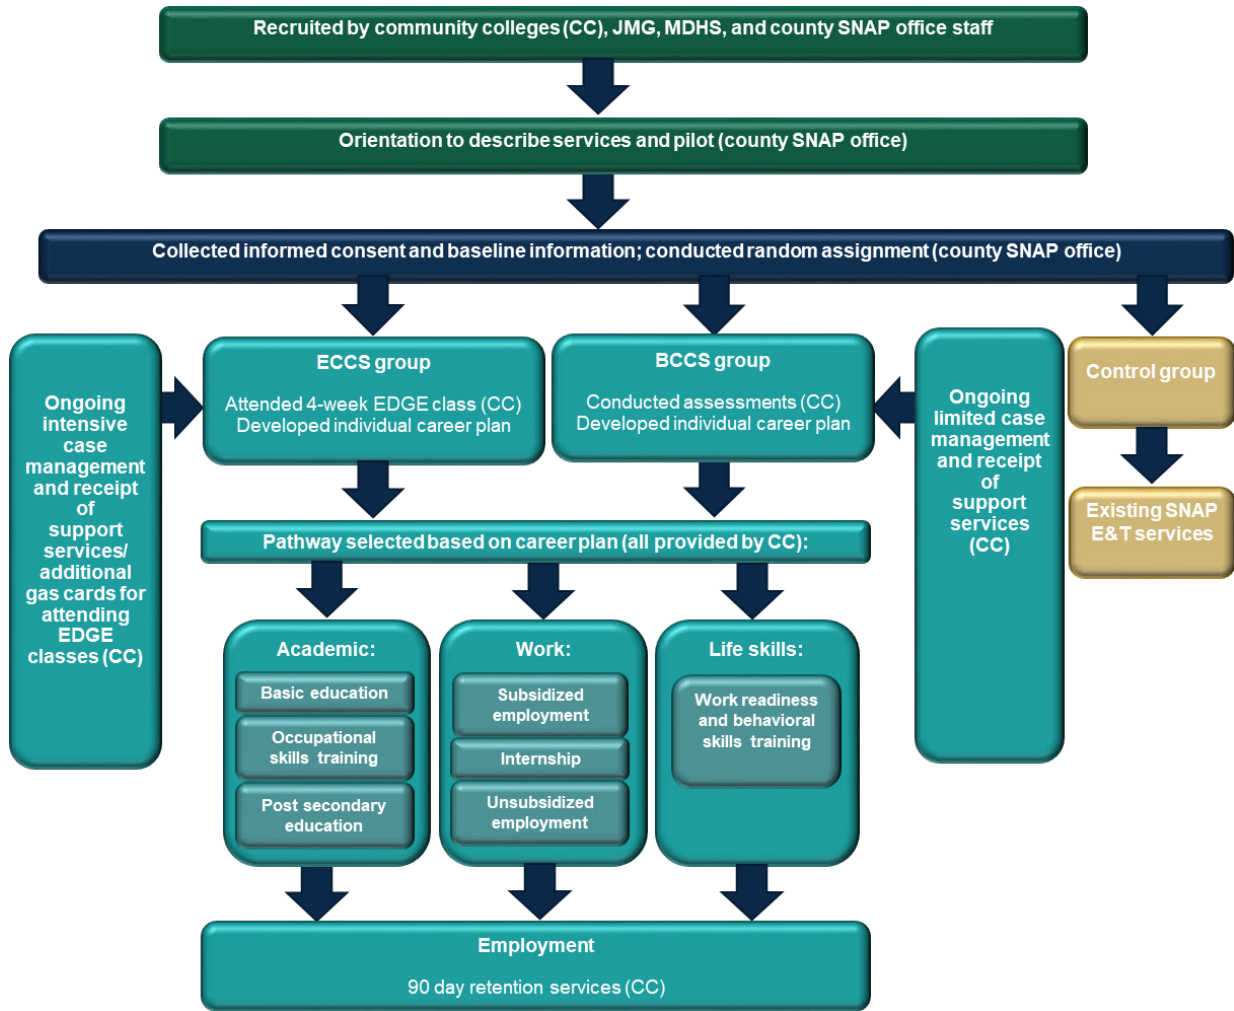 Recruited by community colleges (CC), JMG, MDHS, and county SNAP office staff
Orientation to describe services and pilot (county SNAP office)
Collected informed consent and baseline information; conducted random assignment (county SNAP office)
Ongoing
intensive
case
management
and receipt
of
support
services/
additional
gas cards for
attending
EDGE
classes (CC)
ECCS group
Attended 4-week EDGE class (CC)
Developed individual career plan
BCCS group
Conducted assessments (CC)
Developed individual career plan
Ongoing
limited case
management
and receipt
of
support
services
(CC)
Control group
Existing SNAP
E&T services
Pathway selected based on career plan (all provided by CC):
Academic:
Basic education
Occupational
skills training
Post secondary
education
Work:
Subsidized
employment
Internship
Unsubsidized
employment
Life skills:
Work readiness
and behavioral
skills training
Employment
90 day retention services (CC)